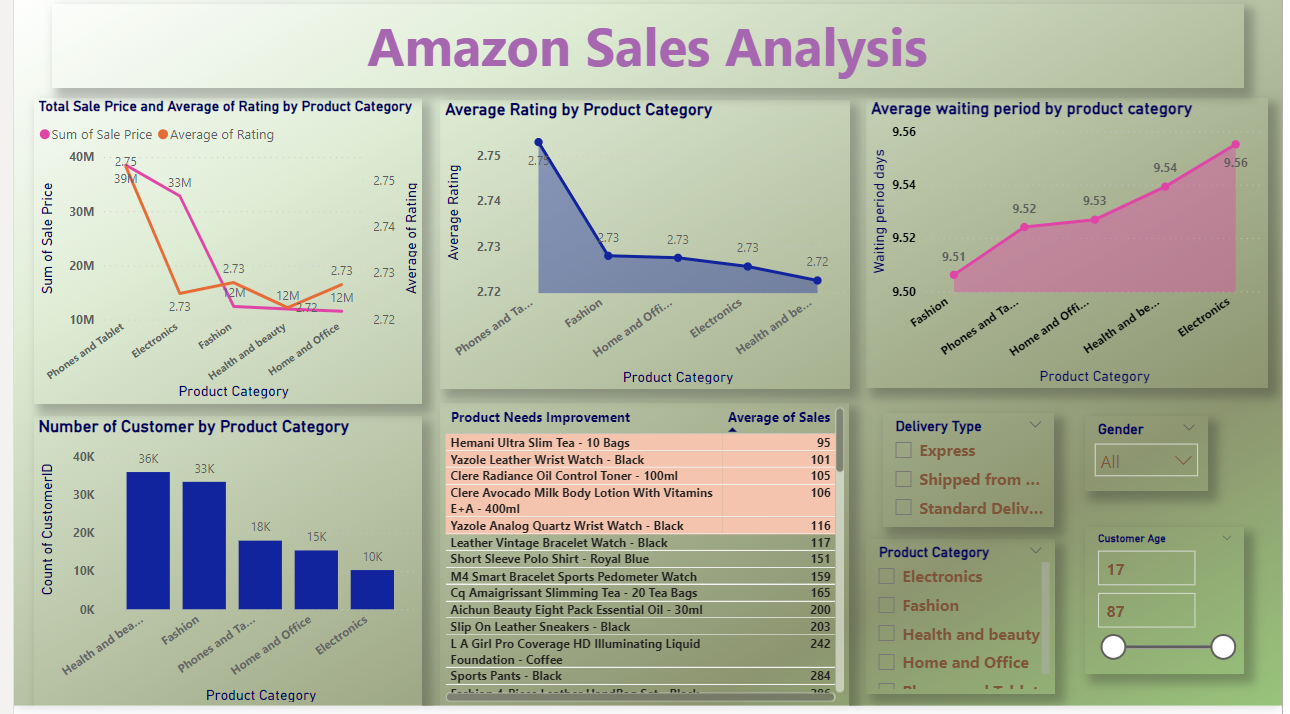 Amazon Sales Analysis
Total Sale Price and Average of Rating by Product Category
Sum of Sale Price Average of Rating
40M
30M
20M
10M
Sum of Sale Price
2.75
39M
33M
2.73
2.73
12M
12M
2.72
2.73
12M
2.75
2.74
2.73
2.72
Average of Rating
Phones and Tablet
Electronics
Fashion
Health and beauty
Home and Office
Product Category
Average Rating by Product Category
Average Rating
2.75
2.74
2.73
2.72
2.75
2.73
2.73
2.73
2.72
Phones and Ta...
Fashion
Home and Offi...
Electronics
Health and be...
Product Category
Average waiting period by product category
Waiting period days
9.56
9.54
9.52
9.50
9.51
9.52
9.53
9.54
9.56
Fashion
Phones and Ta...
Home and Offi...
Health and be...
Electronics
Product Category
Number of Customer by Product Category
Count of CustomerID
40K
30K
20K
10K
0K
36K
33K
18K
15K
10K
Health and bea...
Fashion
Phones and Ta...
Home and Office
Electronics
Product Category
Product Needs Improvement Average of Sales
Hemani Ultra Slim Tea - 10 Bags 95
Yazole Leather Wrist Watch - Black 101
Clere Radiance Oil Control Toner - 100ml 105
Clere Avocado Milk Body Lotion With Vitamins 106
E+A - 400ml
Yazole Analog Quartz Wrist Watch - Black 116
Leather Vintage Bracelet Watch - Black 117
Short Sleeve Polo Shirt - Royal Blue 151
M4 Smart Bracelet Sports Pedometer Watch 159
Cq Amaigrissant Slimming Tea - 20 Tea Bags 165
Aichun Beauty Eight Pack Essential Oil - 30ml 200
Slip On Leather Sneakers - Black 203
L A Girl Pro Coverage HD Illuminating Liquid 242
Foundation - Coffee
Sports Pants - Black 284
Delivery Type
Express
Shipped from ...
Standard Deliv...
Gender
All
Product Category
Electronics
Fashion
Health and beauty
Home and Office
Customer Age
17
87